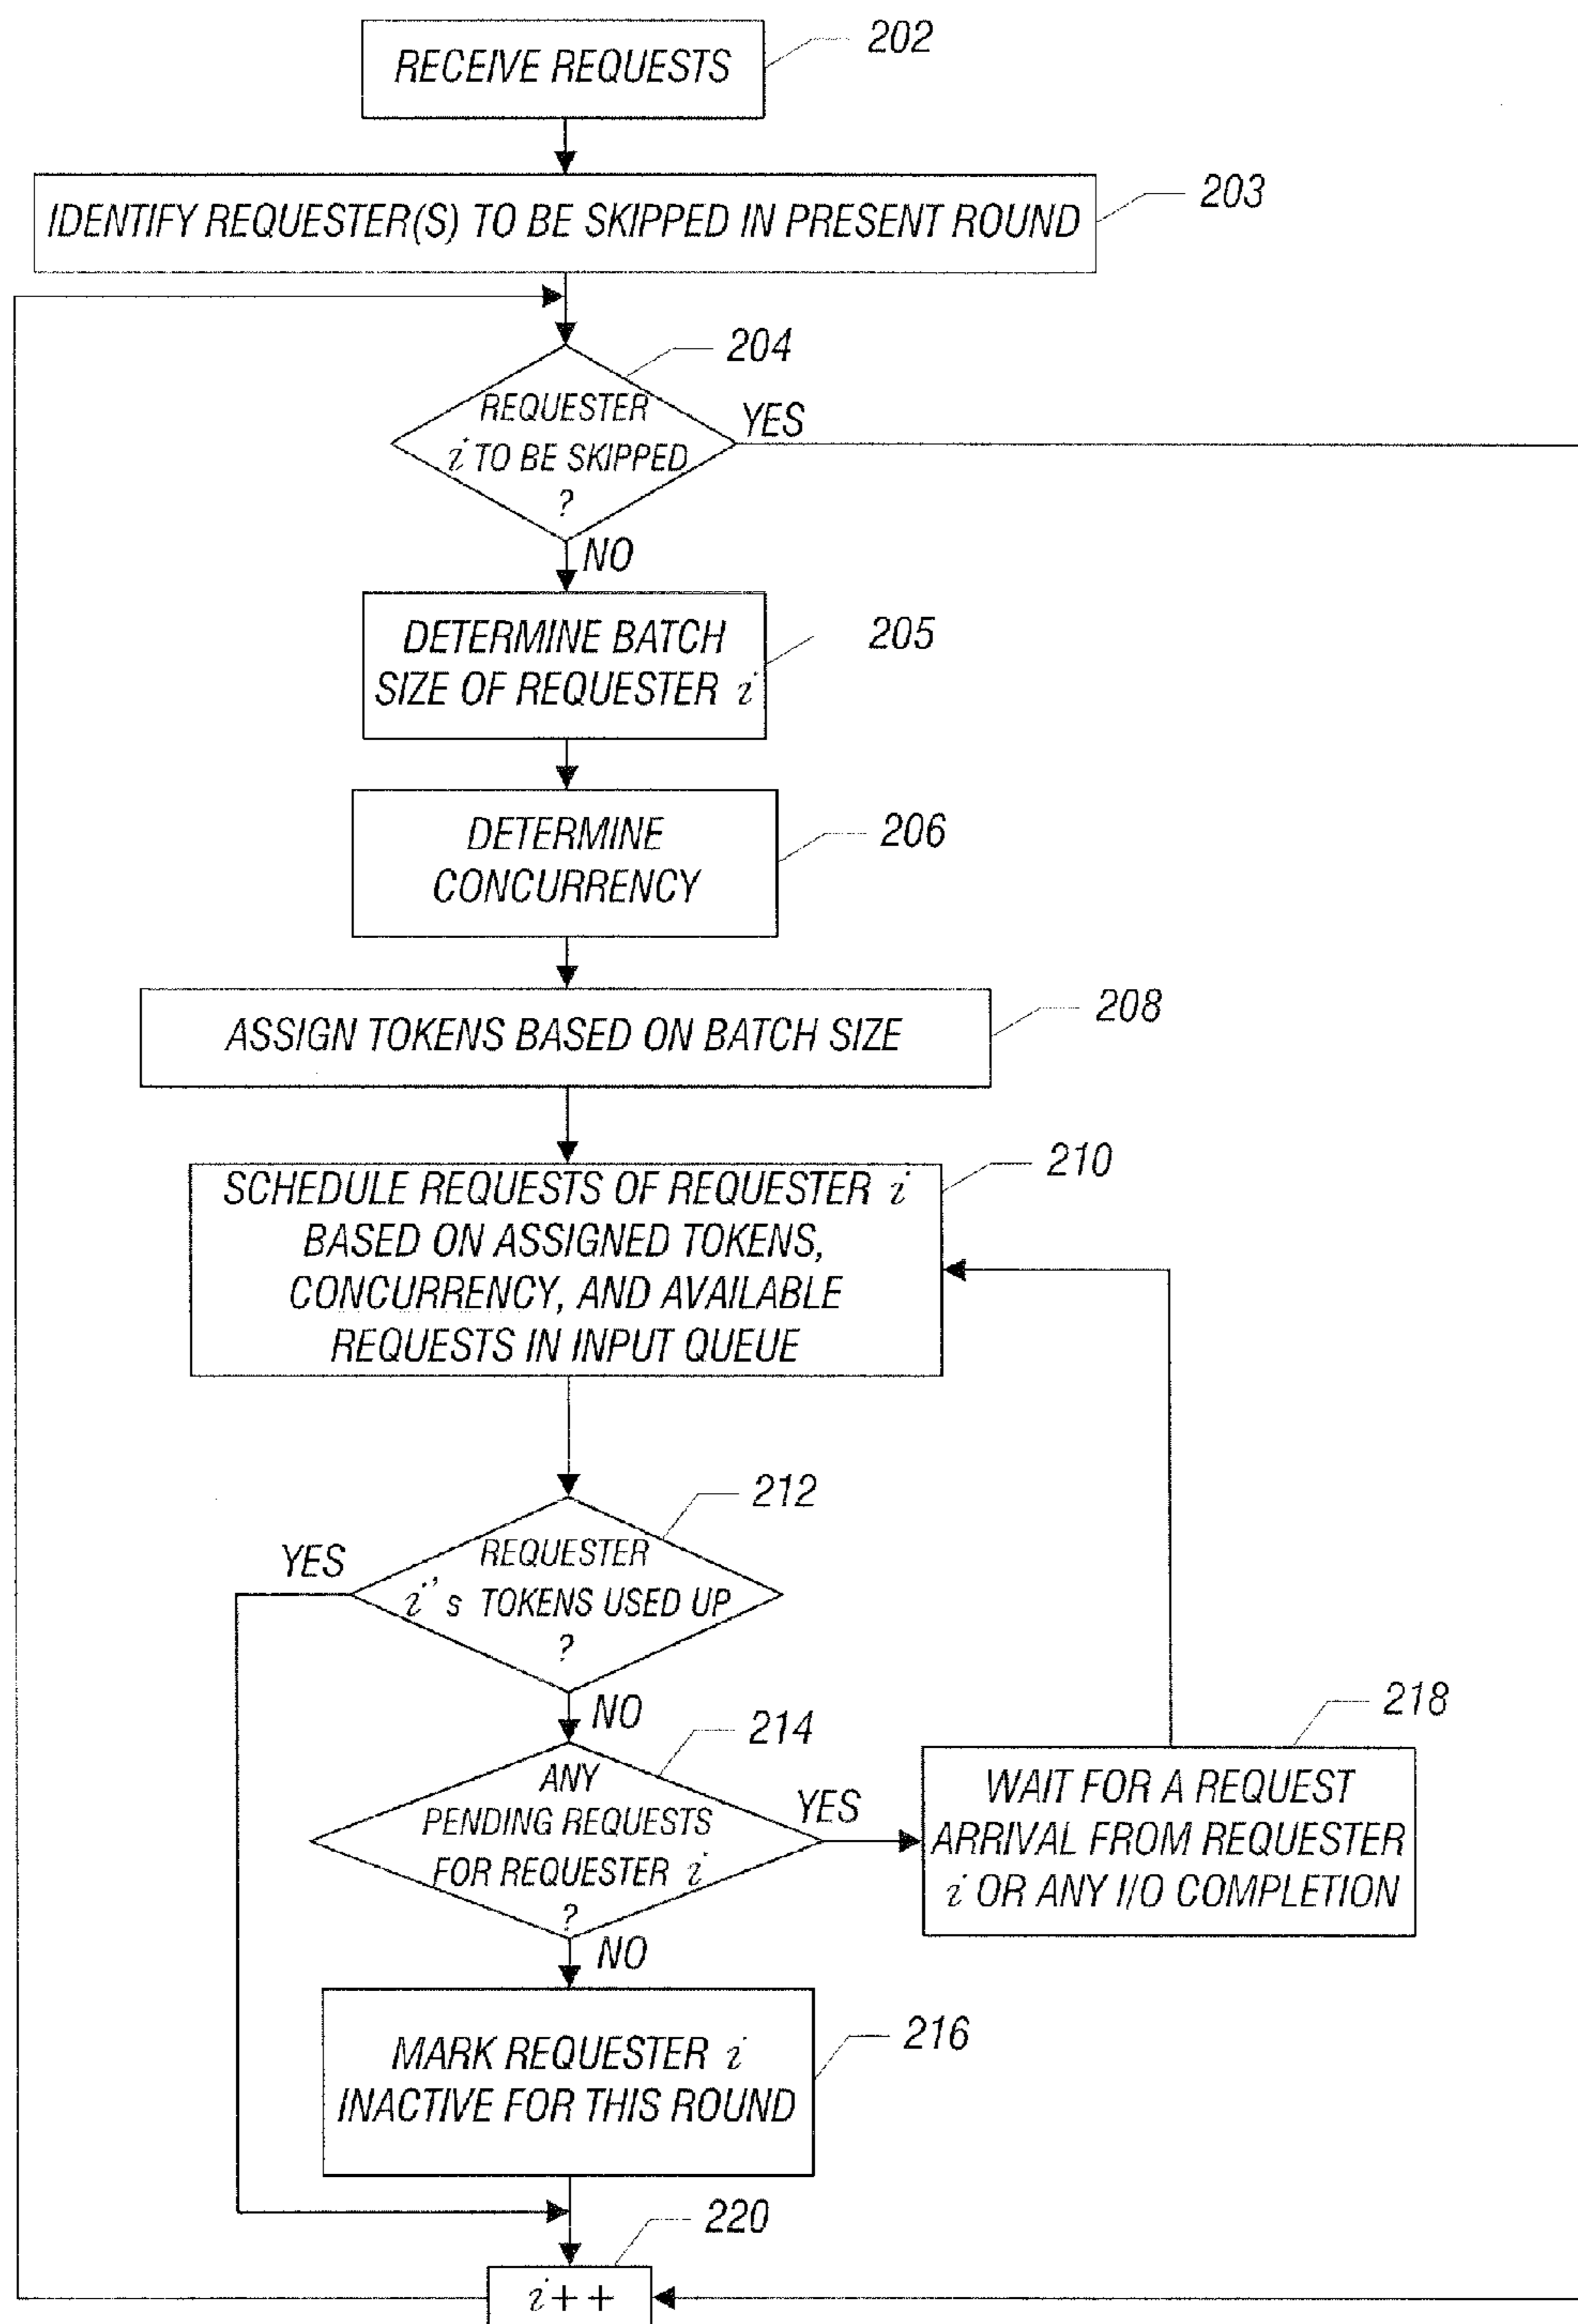 RECEIVE REQUESTS
202
IDENTIFY REQUESTER(S) TO BE SKIPPED IN PRESENT ROUND
203
204
REQUESTER
i TO BE SKIPPED
?
YES
NO
DETERMINE BATCH
SIZE OF REQUESTER i
205
DETERMINE
CONCURRENCY
206
ASSIGN TOKENS BASED ON BATCH SIZE
208
SCHEDULE REQUESTS OF REQUESTER i
BASED ON ASSIGNED TOKENS,
CONCURRENCY, AND AVAILABLE
REQUESTS IN INPUT QUEUE
210
212
YES
REQUESTER
i's TOKENS USED UP
?
NO
214
ANY
PENDING REQUESTS
FOR REQUESTER i
?
YES
218
WAIT FOR A REQUEST
ARRIVAL FROM REQUESTER
i OR ANY I/O COMPLETION
NO
MARK REQUESTER i
INACTIVE FOR THIS ROUND
216
220
i++